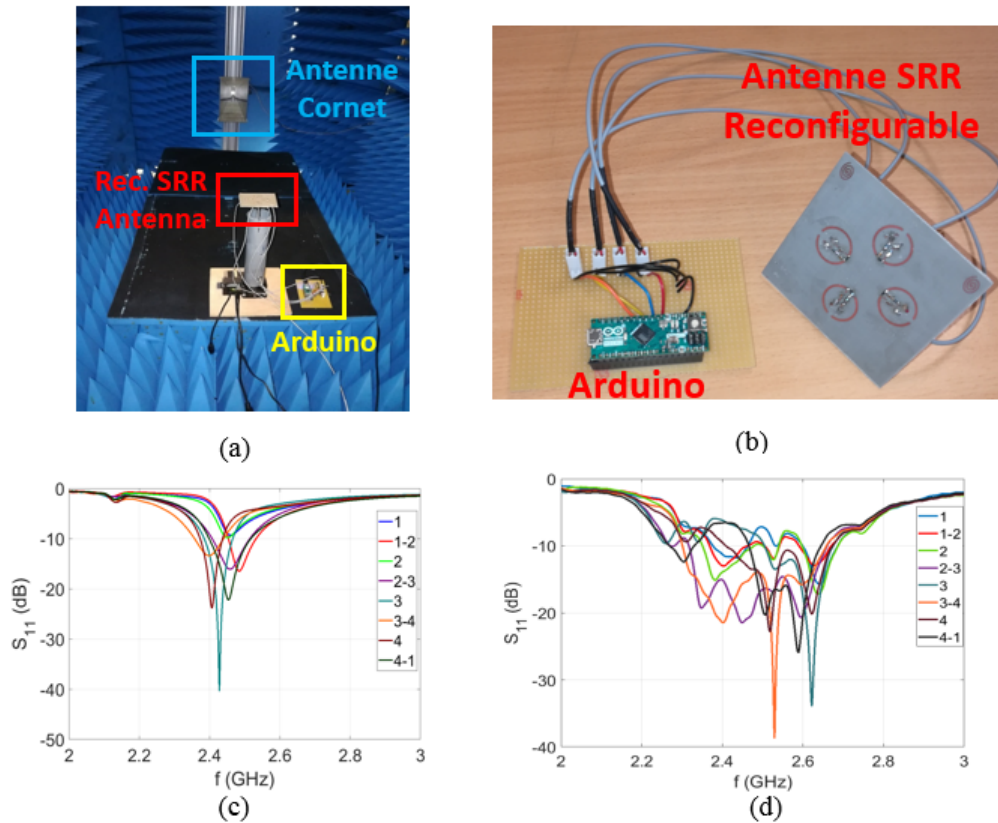 Antenne
Cornet
Rec. SRR
Antenna
Arduino
(a)
Antenne SRR
Reconfigurable
Arduino
(b)
0
-10
-20
-30
-40
-50
S11 (dB)
2
2.2
2.4
2.6
2.8
3
f (GHz)
1
1-2
2
2-3
3
3-4
4
4-1
(c)
0
-10
-20
-30
-40
S11 (dB)
2
2.2
2.4
2.6
2.8
3
f (GHz)
1
1-2
2
2-3
3
3-4
4
4-1
(d)